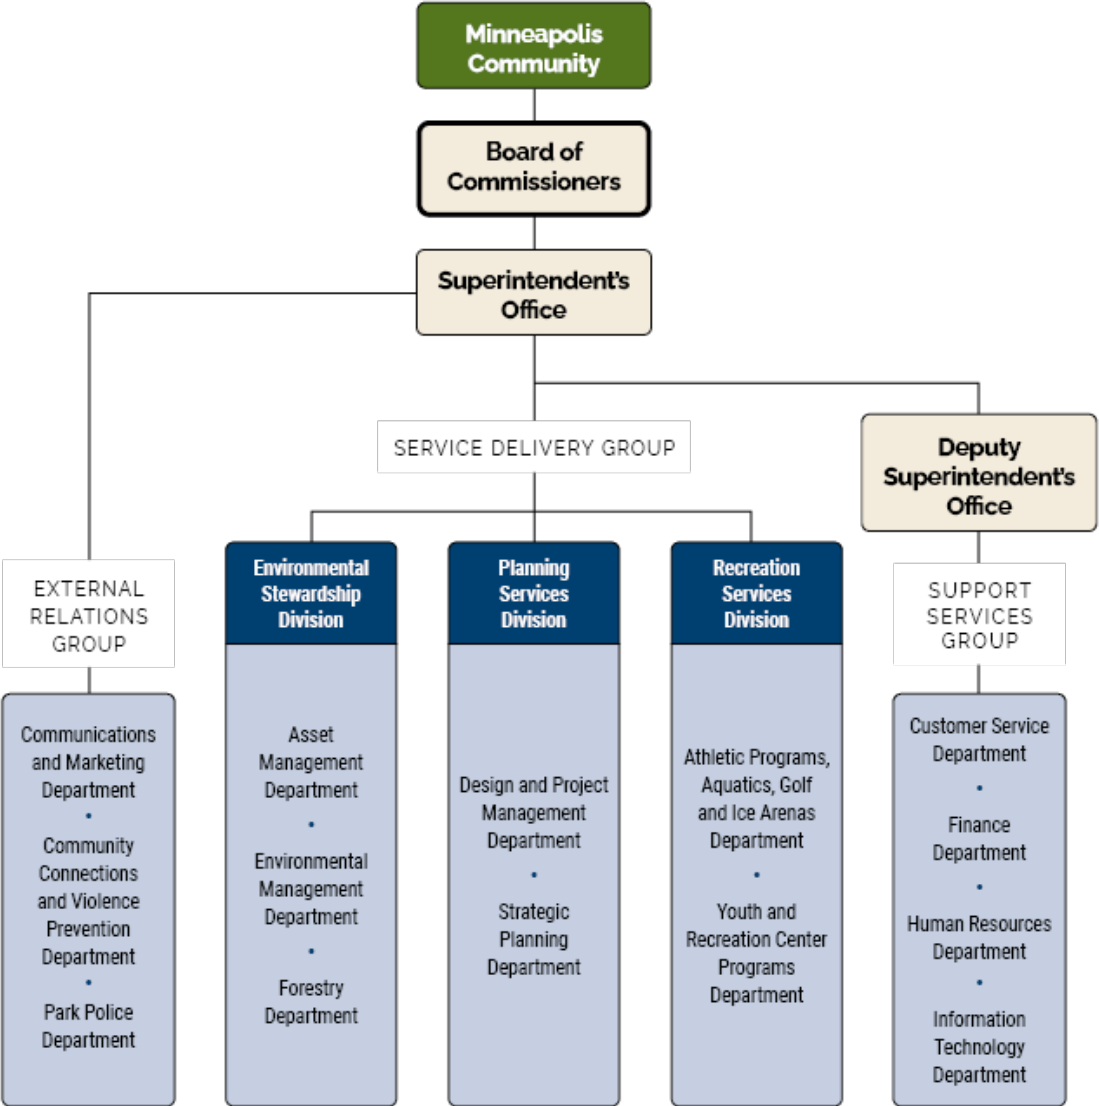 Minneapolis
Community
Board of
Commissioners
Superintendent's
Office
SERVICE DELIVERY GROUP
Deputy
Superintendent's
Office
EXTERNAL
RELATIONS
GROUP
Environmental
Stewardship
Division
Planning
Services
Division
Recreation
Services
Division
SUPPORT
SERVICES
GROUP
Communications
and Marketing
Department
•
Community
Connections
and Violence
Prevention
Department
•
Park Police
Department
Asset
Management
Department
•
Environmental
Management
Department
•
Forestry
Department
Design and Project
Management
Department
•
Strategic
Planning
Department
Athletic Programs,
Aquatics, Golf
and Ice Arenas
Department
•
Youth and
Recreation Center
Programs
Department
Customer Service
Department
•
Finance
Department
•
Human Resources
Department
•
Information
Technology
Department